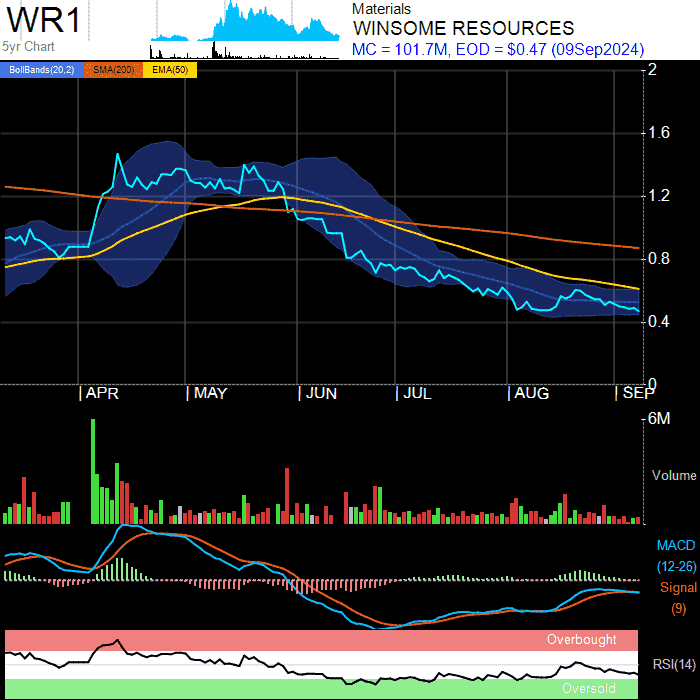 WR1
5yr Chart
Materials
WINSOME RESOURCES
MC = 101.7M, EOD = $0.47 (09Sep2024)
BollBands(20,2) SMA(200) EMA(50)
2
1.6
1.2
0.8
0.4
0
APR MAY JUN JUL AUG SEP
6M
Volume
MACD
(12-26)
Signal
(9)
Overbought
RSI(14)
Oversold